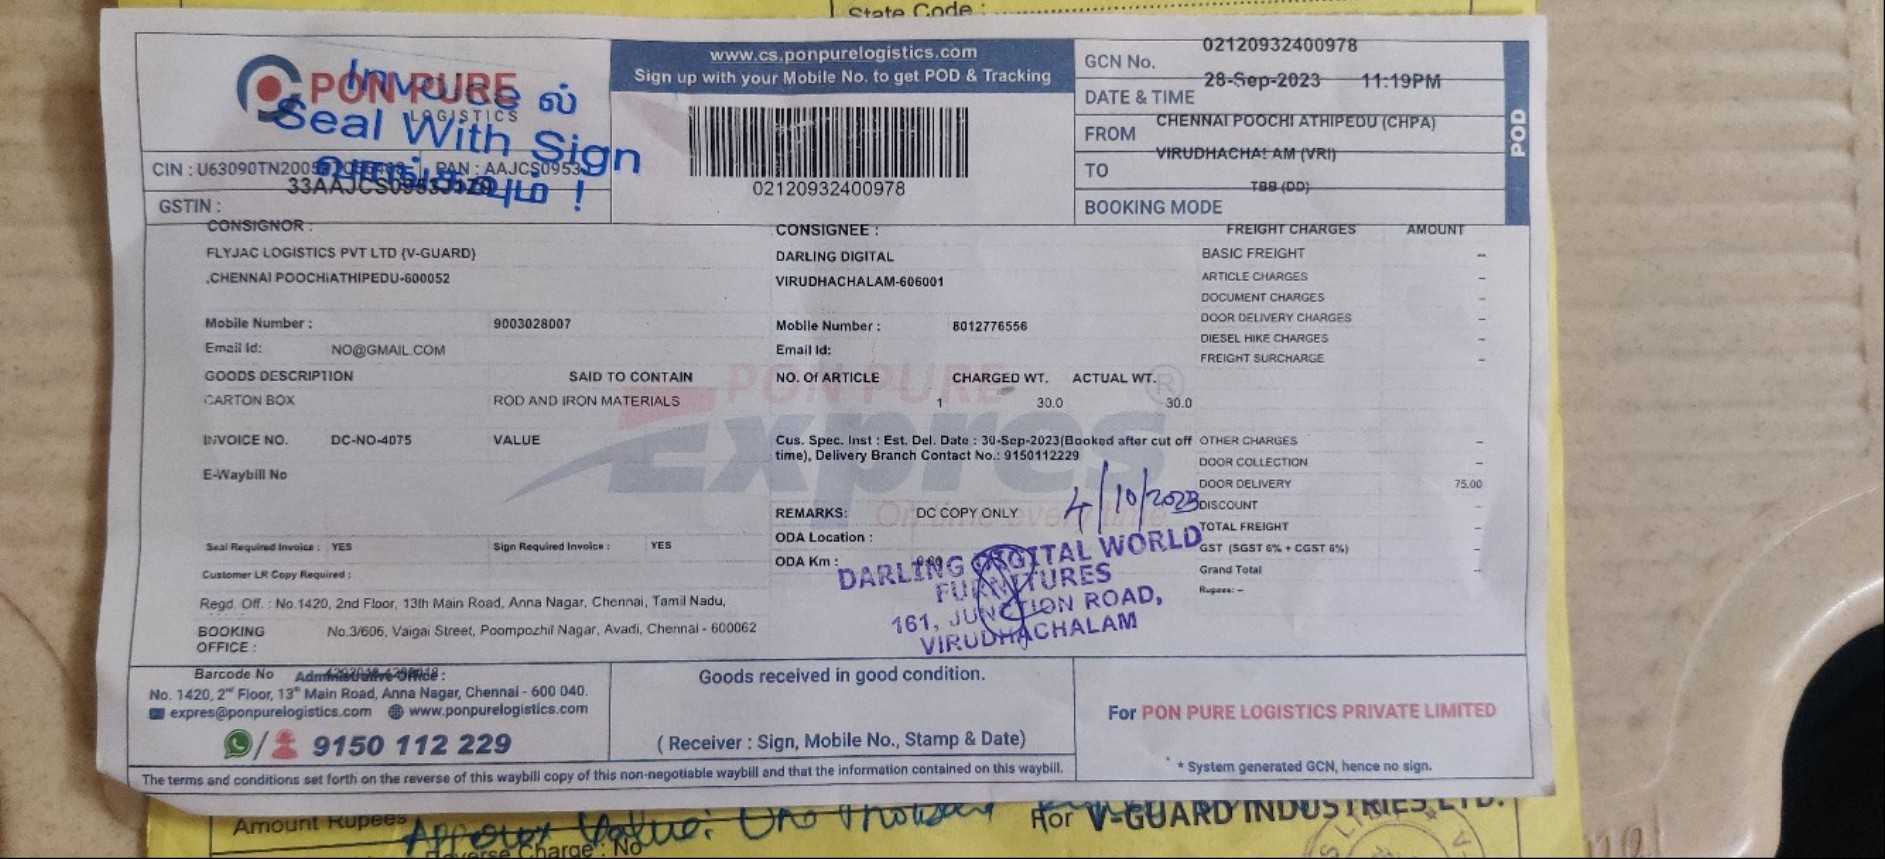 State Code :
PON PURE
LOGISTICS
Invoice ல்
Seal With Sign
வாங்கவும் !
CIN : U63090TN2005
PAN : AAJCS0953
GSTIN :
www.cs.ponpurelogistics.com
Sign up with your Mobile No. to get POD & Tracking
02120932400978
GCN No. 02120932400978
DATE & TIME 28-Sep-2023 11:19PM
FROM CHENNAI POOCHI ATHIPEDU (CHPA)
TO VIRUDHACHALAM (VRI)
BOOKING MODE TBB (DD)
POD
CONSIGNOR :
FLYJAC LOGISTICS PVT LTD (V-GUARD)
,CHENNAI POOCHIATHIPEDU-600052
Mobile Number : 9003028007
Email Id: NO@GMAIL.COM
CONSIGNEE :
DARLING DIGITAL
VIRUDHACHALAM-606001
Mobile Number : 8012776556
Email Id:
GOODS DESCRIPTION SAID TO CONTAIN NO. Of ARTICLE CHARGED WT. ACTUAL WT.
CARTON BOX ROD AND IRON MATERIALS 1 30.0 30.0
INVOICE NO. DC-NO-4075 VALUE
E-Waybill No
Cus. Spec. Inst : Est. Del. Date : 30-Sep-2023(Booked after cut off
time), Delivery Branch Contact No.: 9150112229
PON PURE
Expres
On time every time
REMARKS: DC COPY ONLY
ODA Location :
ODA Km :
4/10/2023
DARLING DIGITAL WORLD
FURNITURES
161, JUNCTION ROAD,
VIRUDHACHALAM
FREIGHT CHARGES AMOUNT
BASIC FREIGHT --
ARTICLE CHARGES --
DOCUMENT CHARGES --
DOOR DELIVERY CHARGES --
DIESEL HIKE CHARGES --
FREIGHT SURCHARGE --
OTHER CHARGES --
DOOR COLLECTION --
DOOR DELIVERY 75.00
DISCOUNT --
TOTAL FREIGHT --
GST (SGST 6% + CGST 6%) --
Grand Total --
Rupees: --
Seal Required Invoice : YES Sign Required Invoice : YES
Customer LR Copy Required :
Regd. Off. : No.1420, 2nd Floor, 13th Main Road, Anna Nagar, Chennai, Tamil Nadu,
BOOKING OFFICE : No.3/606, Vaigai Street, Poompozhil Nagar, Avadi, Chennai - 600062
Barcode No
Administrative Office :
No. 1420, 2nd Floor, 13th Main Road, Anna Nagar, Chennai - 600 040.
expres@ponpurelogistics.com www.ponpurelogistics.com
9150 112 229
Goods received in good condition.
( Receiver : Sign, Mobile No., Stamp & Date)
For PON PURE LOGISTICS PRIVATE LIMITED
* System generated GCN, hence no sign.
The terms and conditions set forth on the reverse of this waybill copy of this non-negotiable waybill and that the information contained on this waybill.
Amount Rupees
Approx Value: One Thousand
For V-GUARD INDUSTRIES LTD.
Reverse Charge : No